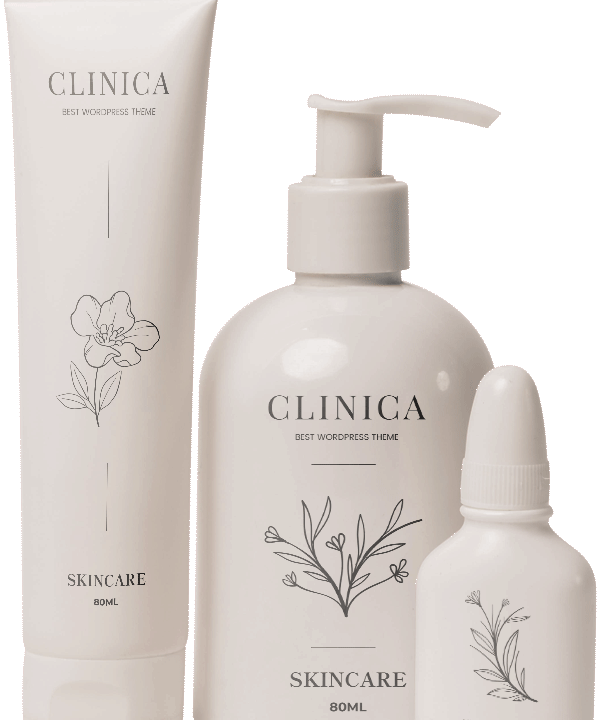 CLINICA
BEST WORDPRESS THEME
SKINCARE
80ML
CLINICA
BEST WORDPRESS THEME
SKINCARE
80ML